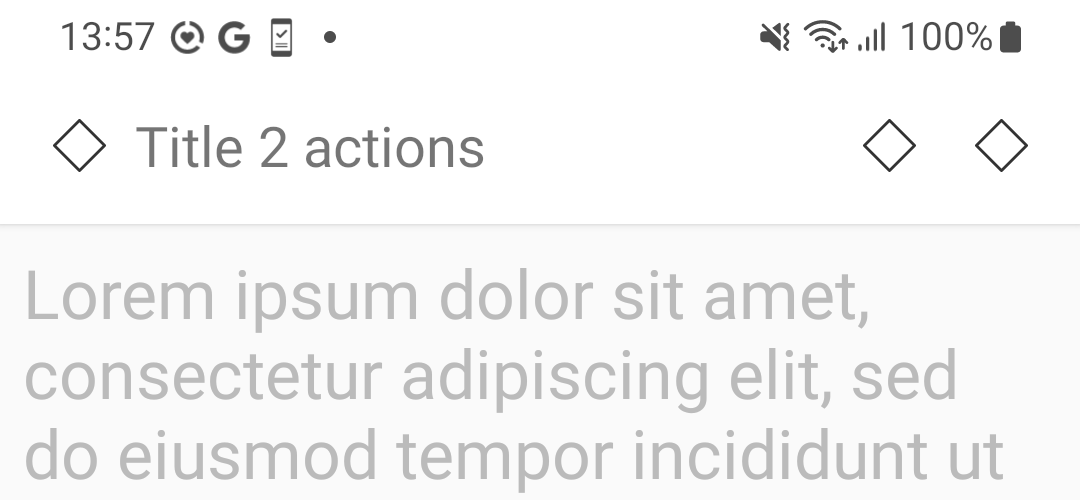 13:57 100%
Title 2 actions
Lorem ipsum dolor sit amet,
consectetur adipiscing elit, sed
do eiusmod tempor incididunt ut